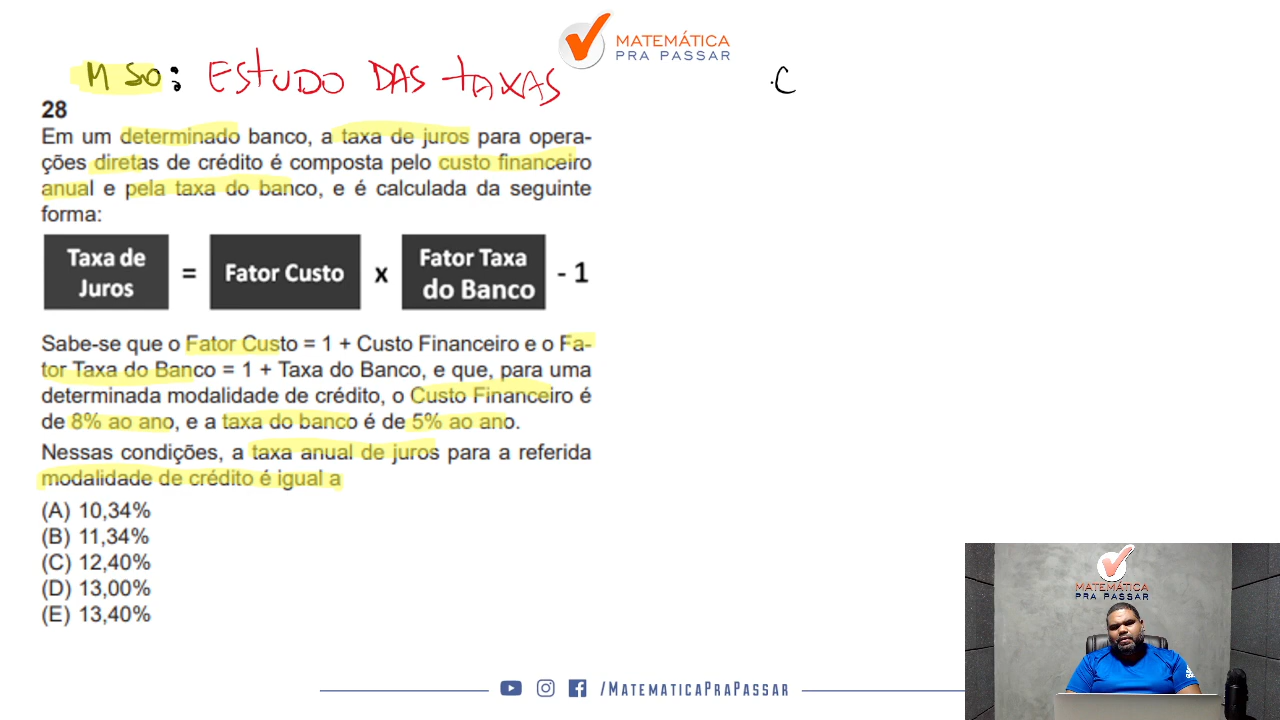 MATEMÁTICA
PRA PASSAR
M SO: ESTUDO DAS TAXAS
C
28
Em um determinado banco, a taxa de juros para opera-
ções diretas de crédito é composta pelo custo financeiro
anual e pela taxa do banco, e é calculada da seguinte
forma:
Taxa de Juros = Fator Custo x Fator Taxa do Banco - 1
Sabe-se que o Fator Custo = 1 + Custo Financeiro e o Fa-
tor Taxa do Banco = 1 + Taxa do Banco, e que, para uma
determinada modalidade de crédito, o Custo Financeiro é
de 8% ao ano, e a taxa do banco é de 5% ao ano.
Nessas condições, a taxa anual de juros para a referida
modalidade de crédito é igual a
(A) 10,34%
(B) 11,34%
(C) 12,40%
(D) 13,00%
(E) 13,40%
MATEMÁTICA
PRA PASSAR
adidas
/MATEMATICAPRAPASSAR